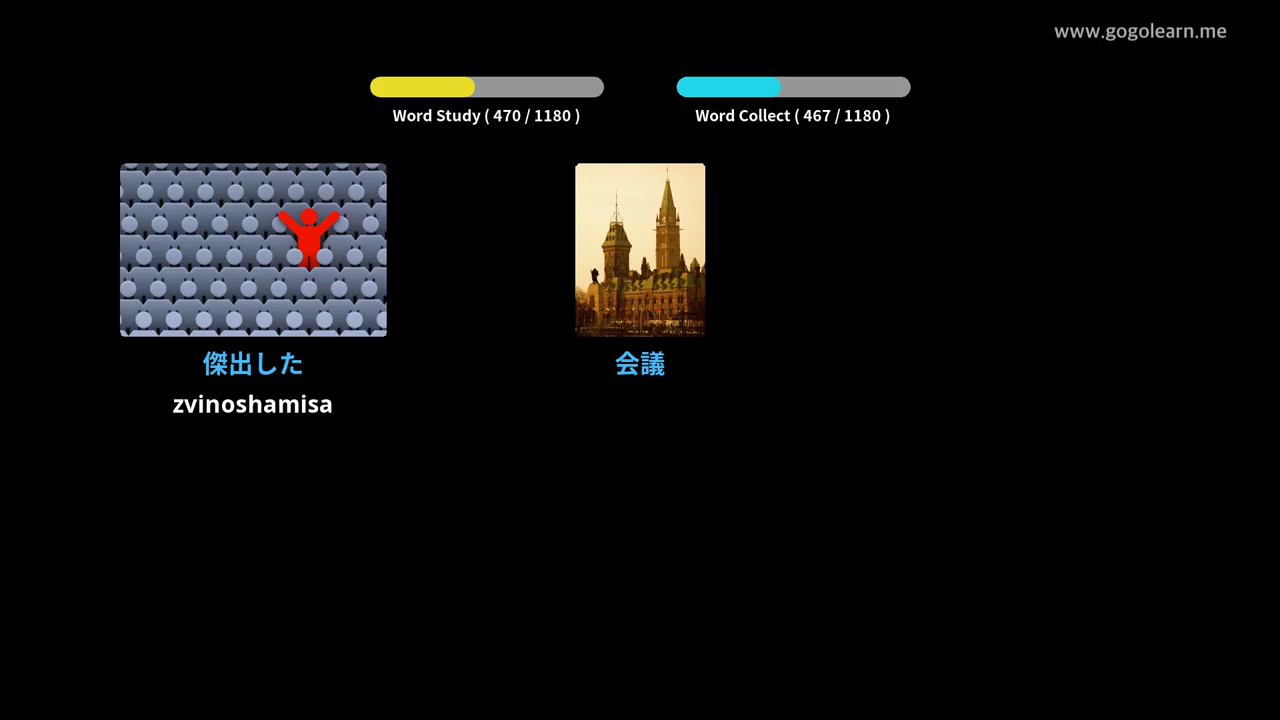 www.gogolearn.me
Word Study ( 470 / 1180 )
Word Collect ( 467 / 1180 )
傑出した
会議
zvinoshamisa